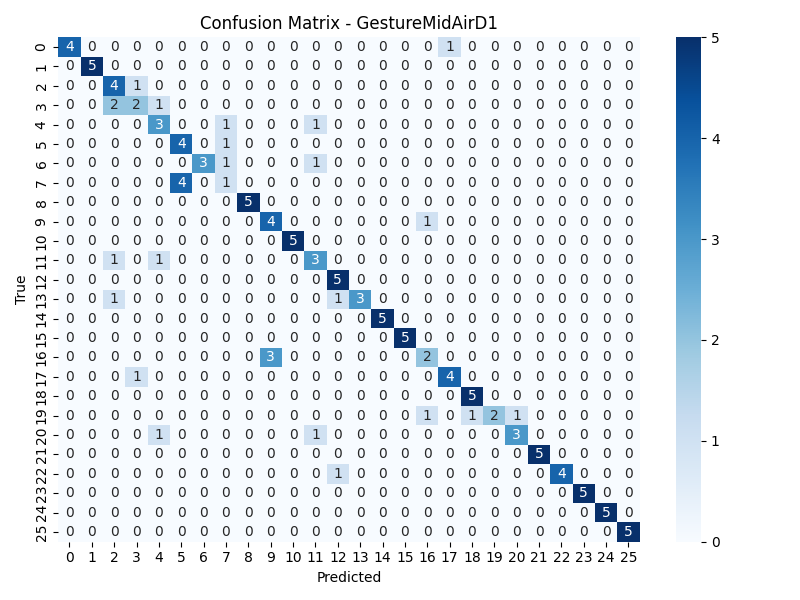 Confusion Matrix - GestureMidAirD1
0 4 0 0 0 0 0 0 0 0 0 0 0 0 0 0 0 0 1 0 0 0 0 0 0 0 0
1 0 5 0 0 0 0 0 0 0 0 0 0 0 0 0 0 0 0 0 0 0 0 0 0 0 0
2 0 0 4 1 0 0 0 0 0 0 0 0 0 0 0 0 0 0 0 0 0 0 0 0 0 0
3 0 0 2 2 1 0 0 0 0 0 0 0 0 0 0 0 0 0 0 0 0 0 0 0 0 0
4 0 0 0 0 3 0 0 1 0 0 0 1 0 0 0 0 0 0 0 0 0 0 0 0 0 0
5 0 0 0 0 0 4 0 1 0 0 0 0 0 0 0 0 0 0 0 0 0 0 0 0 0 0
6 0 0 0 0 0 0 3 1 0 0 0 1 0 0 0 0 0 0 0 0 0 0 0 0 0 0
7 0 0 0 0 0 4 0 1 0 0 0 0 0 0 0 0 0 0 0 0 0 0 0 0 0 0
8 0 0 0 0 0 0 0 0 5 0 0 0 0 0 0 0 0 0 0 0 0 0 0 0 0 0
9 0 0 0 0 0 0 0 0 0 4 0 0 0 0 0 0 1 0 0 0 0 0 0 0 0 0
10 0 0 0 0 0 0 0 0 0 0 5 0 0 0 0 0 0 0 0 0 0 0 0 0 0 0
11 0 0 1 0 1 0 0 0 0 0 0 3 0 0 0 0 0 0 0 0 0 0 0 0 0 0
12 0 0 0 0 0 0 0 0 0 0 0 0 5 0 0 0 0 0 0 0 0 0 0 0 0 0
13 0 0 1 0 0 0 0 0 0 0 0 0 1 3 0 0 0 0 0 0 0 0 0 0 0 0
14 0 0 0 0 0 0 0 0 0 0 0 0 0 0 5 0 0 0 0 0 0 0 0 0 0 0
15 0 0 0 0 0 0 0 0 0 0 0 0 0 0 0 5 0 0 0 0 0 0 0 0 0 0
16 0 0 0 0 0 0 0 0 0 3 0 0 0 0 0 0 2 0 0 0 0 0 0 0 0 0
17 0 0 0 1 0 0 0 0 0 0 0 0 0 0 0 0 0 4 0 0 0 0 0 0 0 0
18 0 0 0 0 0 0 0 0 0 0 0 0 0 0 0 0 0 0 5 0 0 0 0 0 0 0
19 0 0 0 0 0 0 0 0 0 0 0 0 0 0 0 0 1 0 1 2 1 0 0 0 0 0
20 0 0 0 0 1 0 0 0 0 0 0 1 0 0 0 0 0 0 0 0 3 0 0 0 0 0
21 0 0 0 0 0 0 0 0 0 0 0 0 0 0 0 0 0 0 0 0 0 5 0 0 0 0
22 0 0 0 0 0 0 0 0 0 0 0 0 1 0 0 0 0 0 0 0 0 0 4 0 0 0
23 0 0 0 0 0 0 0 0 0 0 0 0 0 0 0 0 0 0 0 0 0 0 0 5 0 0
24 0 0 0 0 0 0 0 0 0 0 0 0 0 0 0 0 0 0 0 0 0 0 0 0 5 0
25 0 0 0 0 0 0 0 0 0 0 0 0 0 0 0 0 0 0 0 0 0 0 0 0 0 5
0 1 2 3 4 5 6 7 8 9 10 11 12 13 14 15 16 17 18 19 20 21 22 23 24 25
Predicted
True
5
4
3
2
1
0